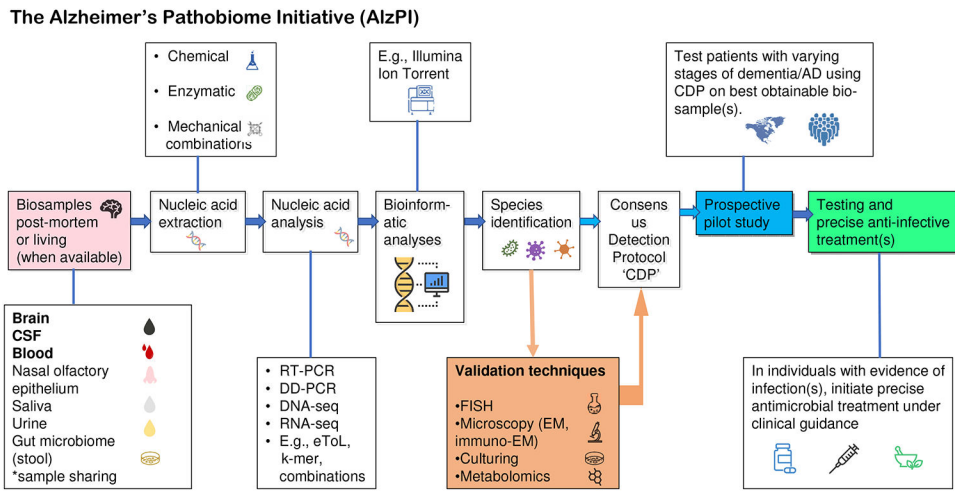 The Alzheimer's Pathobiome Initiative (AlzPI)
• Chemical
• Enzymatic
• Mechanical
combinations
E.g., Illumina
Ion Torrent
Test patients with varying
stages of dementia/AD using
CDP on best obtainable bio-
sample(s).
Biosamples
post-mortem
or living
(when available)
Nucleic acid
extraction
Nucleic acid
analysis
Bioinform-
atic
analyses
Species
identification
Consens
us
Detection
Protocol
‘CDP’
Prospective
pilot study
Testing and
precise anti-infective
treatment(s)
Brain
CSF
Blood
Nasal olfactory
epithelium
Saliva
Urine
Gut microbiome
(stool)
*sample sharing
• RT-PCR
• DD-PCR
• DNA-seq
• RNA-seq
• E.g., eToL,
k-mer,
combinations
Validation techniques
•FISH
•Microscopy (EM,
immuno-EM)
•Culturing
•Metabolomics
In individuals with evidence of
infection(s), initiate precise
antimicrobial treatment under
clinical guidance